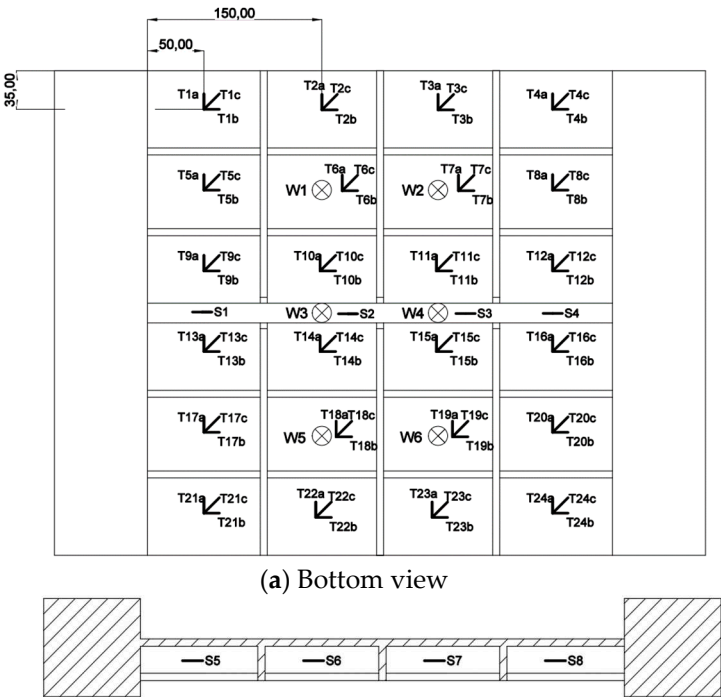 150,00
50,00
35,00
T1a T1c T1b
T2a T2c T2b
T3a T3c T3b
T4a T4c T4b
T5a T5c T5b
W1
T6a T6c T6b
W2
T7a T7c T7b
T8a T8c T8b
T9a T9c T9b
T10a T10c T10b
T11a T11c T11b
T12a T12c T12b
S1
W3
S2
W4
S3
S4
T13a T13c T13b
T14a T14c T14b
T15a T15c T15b
T16a T16c T16b
T17a T17c T17b
W5
T18a T18c T18b
W6
T19a T19c T19b
T20a T20c T20b
T21a T21c T21b
T22a T22c T22b
T23a T23c T23b
T24a T24c T24b
(a) Bottom view
S5 S6 S7 S8